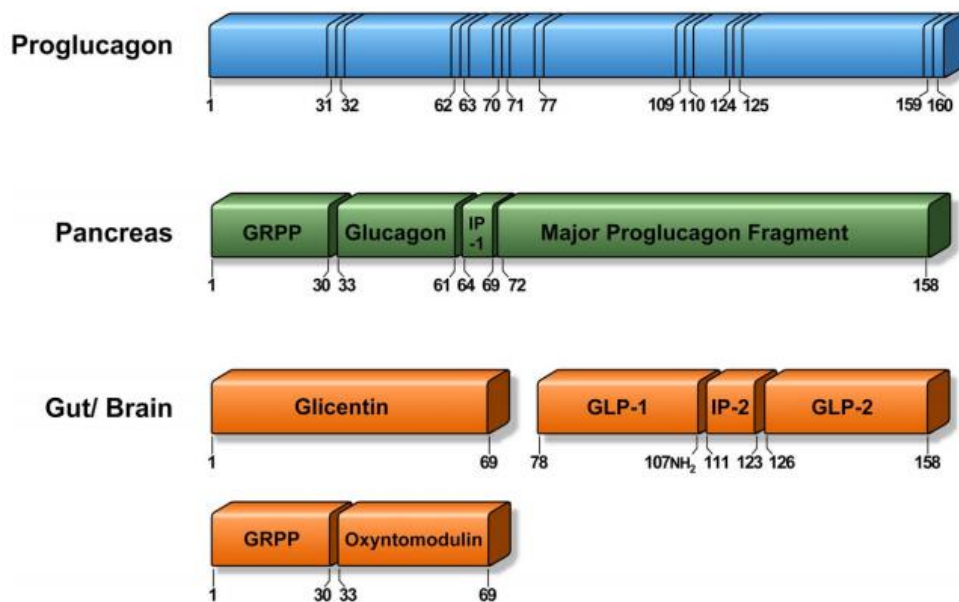 Proglucagon
1 31 32 62 63 70 71 77 109 110 124 125 159 160
Pancreas
GRPP Glucagon IP
-1 Major Proglucagon Fragment
1 30 33 61 64 69 72 158
Gut/ Brain
Glicentin GLP-1 IP-2 GLP-2
1 69 78 107NH₂ 111 123 126 158
GRPP Oxyntomodulin
1 30 33 69